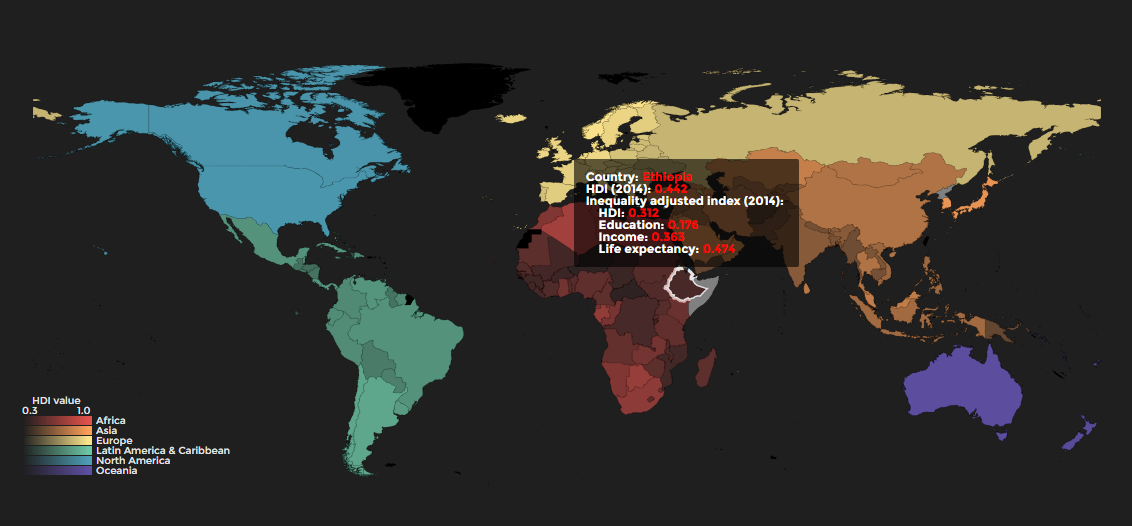 Country: Ethiopia
HDI (2014): 0.442
Inequality adjusted index (2014):
HDI: 0.312
Education: 0.176
Income: 0.363
Life expectancy: 0.474
HDI value
0.3 1.0
Africa
Asia
Europe
Latin America & Caribbean
North America
Oceania